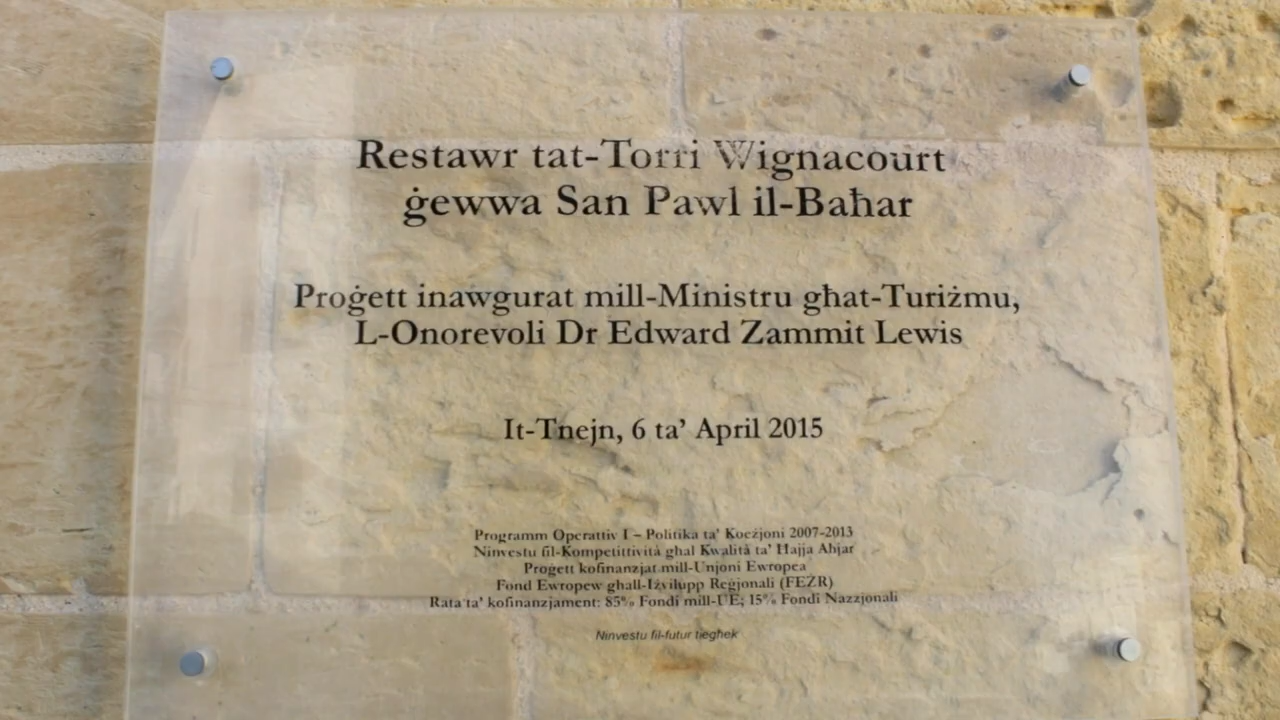 Restawr tat-Torri Wignacourt
ġewwa San Pawl il-Baħar
Proġett inawgurat mill-Ministru għat-Turiżmu,
L-Onorevoli Dr Edward Zammit Lewis
It-Tnejn, 6 ta' April 2015
Programm Operattiv I – Politika ta' Koeżjoni 2007-2013
Ninvestu fil-Kompetittività għal Kwalità ta' Ħajja Aħjar
Proġett kofinanzjat mill-Unjoni Ewropea
Fond Ewropew għall-Iżvilupp Reġjonali (FEŻR)
Rata ta' kofinanzjament: 85% Fondi mill-UE; 15% Fondi Nazzjonali
Ninvestu fil-futur tiegħek